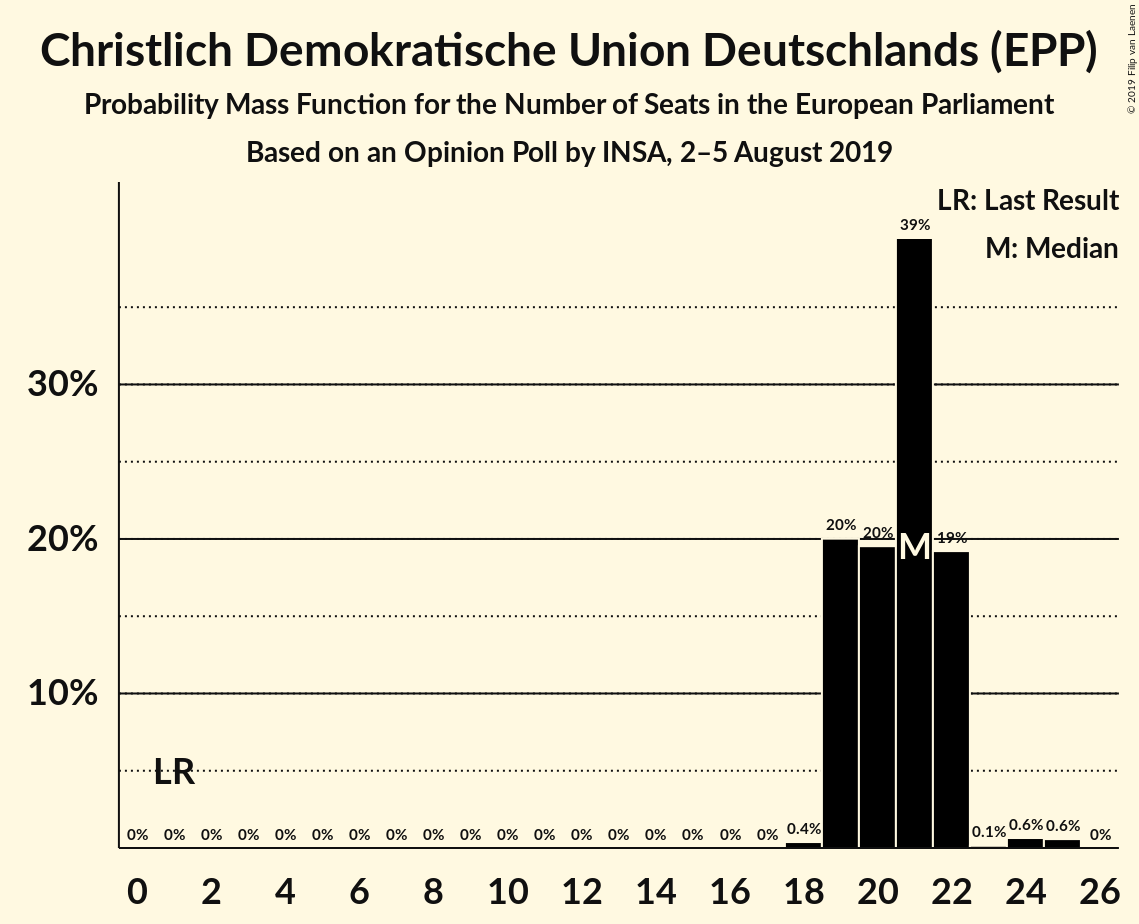 Christlich Demokratische Union Deutschlands (EPP)
Probability Mass Function for the Number of Seats in the European Parliament
Based on an Opinion Poll by INSA, 2–5 August 2019
© 2019 Filip van Laenen
LR: Last Result
M: Median
39%
30%
20%
20% 20% M 19%
10%
LR
0% 0% 0% 0% 0% 0% 0% 0% 0% 0% 0% 0% 0% 0% 0% 0% 0% 0% 0.4% 0.1% 0.6% 0.6% 0%
0 2 4 6 8 10 12 14 16 18 20 22 24 26